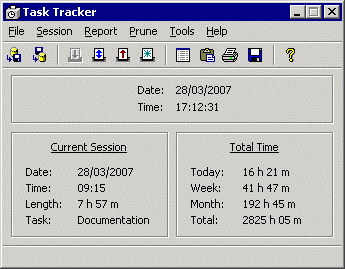 Task Tracker
File Session Report Prune Tools Help
Date: 28/03/2007
Time: 17:12:31
Current Session
Date: 28/03/2007
Time: 09:15
Length: 7 h 57 m
Task: Documentation
Total Time
Today: 16 h 21 m
Week: 41 h 47 m
Month: 192 h 45 m
Total: 2825 h 05 m